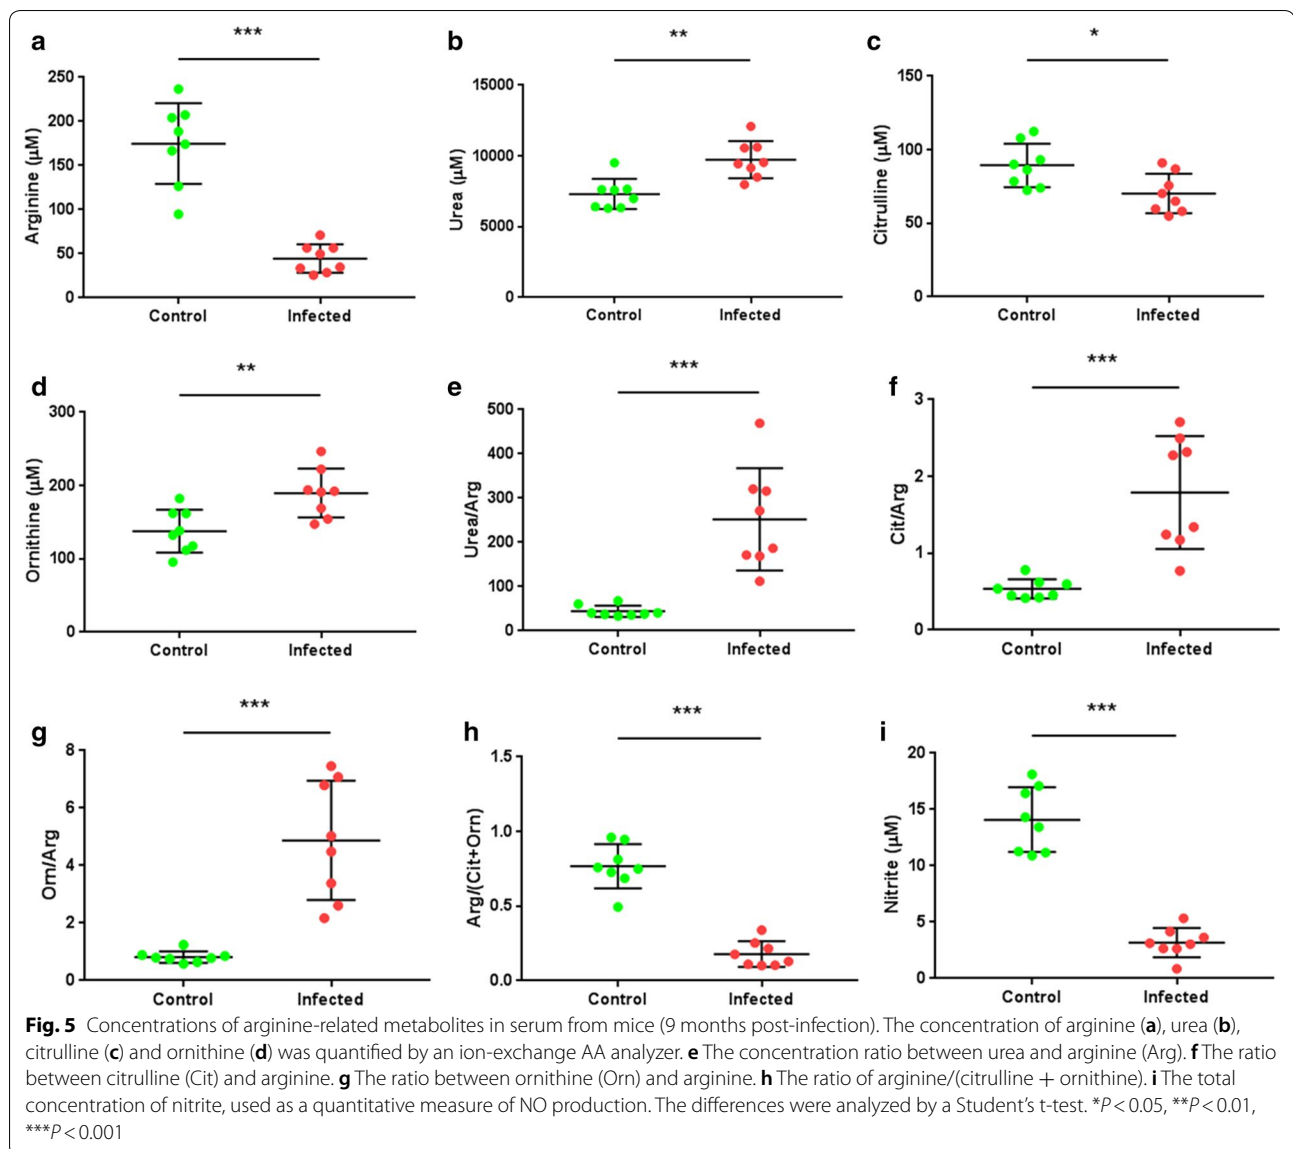 a
***
Arginine (μM)
250
200
150
100
50
0
Control
Infected
b
**
Urea (μM)
15000
10000
5000
0
Control
Infected
c
*
Citrulline (μM)
150
100
50
0
Control
Infected
d
**
Ornithine (μM)
300
200
100
0
Control
Infected
e
***
Urea/Arg
500
400
300
200
100
0
Control
Infected
f
***
Cit/Arg
3
2
1
0
Control
Infected
g
***
Orn/Arg
8
6
4
2
0
Control
Infected
h
***
Arg/(Cit+Orn)
1.5
1.0
0.5
0.0
Control
Infected
i
***
Nitrite (μM)
20
15
10
5
0
Control
Infected
Fig. 5 Concentrations of arginine-related metabolites in serum from mice (9 months post-infection). The concentration of arginine (a), urea (b),
citrulline (c) and ornithine (d) was quantified by an ion-exchange AA analyzer. e The concentration ratio between urea and arginine (Arg). f The ratio
between citrulline (Cit) and arginine. g The ratio between ornithine (Orn) and arginine. h The ratio of arginine/(citrulline + ornithine). i The total
concentration of nitrite, used as a quantitative measure of NO production. The differences were analyzed by a Student's t-test. *P < 0.05, **P < 0.01,
***P < 0.001